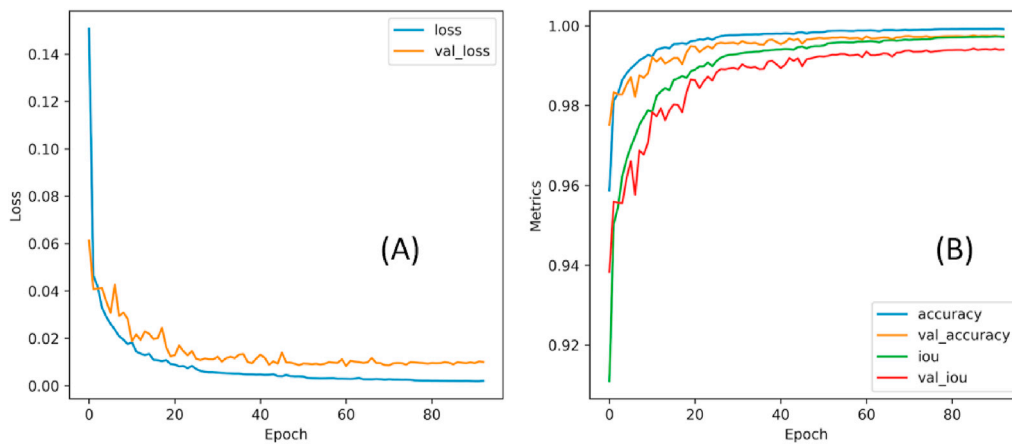 loss
val_loss
0.14
0.12
0.10
0.08
0.06
0.04
0.02
0.00
Loss
(A)
0 20 40 60 80
Epoch
1.00
0.98
0.96
0.94
0.92
Metrics
(B)
accuracy
val_accuracy
iou
val_iou
0 20 40 60 80
Epoch